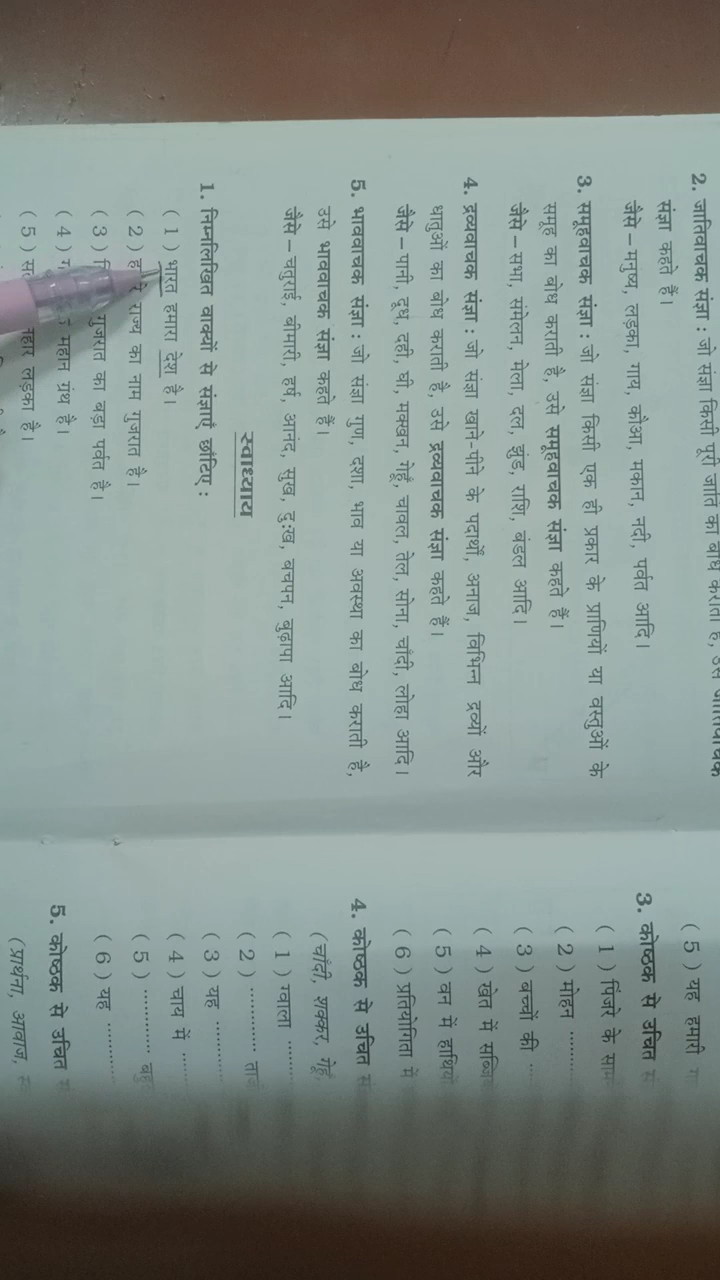 2. जातिवाचक संज्ञा : जो संज्ञा किसी पूरी जाति का बोध कराती है, उसे जातिवाचक
संज्ञा कहते हैं।
जैसे – मनुष्य, लड़का, गाय, कौआ, मकान, नदी, पर्वत आदि।
3. समूहवाचक संज्ञा : जो संज्ञा किसी एक ही प्रकार के प्राणियों या वस्तुओं के
समूह का बोध कराती है, उसे समूहवाचक संज्ञा कहते हैं।
जैसे – सभा, संमेलन, मेला, दल, झुंड, राशि, बंडल आदि।
4. द्रव्यवाचक संज्ञा : जो संज्ञा खाने-पीने के पदार्थों, अनाज, विभिन्न द्रव्यों और
धातुओं का बोध कराती है, उसे द्रव्यवाचक संज्ञा कहते हैं।
जैसे – पानी, दूध, दही, घी, मक्खन, गेहूँ, चावल, तेल, सोना, चांदी, लोहा आदि।
5. भाववाचक संज्ञा : जो संज्ञा गुण, दशा, भाव या अवस्था का बोध कराती है,
उसे भाववाचक संज्ञा कहते हैं।
जैसे – चतुराई, बीमारी, हर्ष, आनंद, सुख, दुःख, बचपन, बुढ़ापा आदि।
स्वाध्याय
1. निम्नलिखित वाक्यों से संज्ञाएँ छाँटिए :
( 1 ) भारत हमारा देश है।
( 2 ) राज्य का नाम गुजरात है।
( 3 ) गुजरात का बड़ा पर्वत है।
( 4 ) महान ग्रंथ है।
( 5 ) लड़का है।
( 5 ) यह हमारी
3. कोष्ठक से उचित
( 1 ) पिंजरे के
( 2 ) मोहन ..........
( 3 ) बच्चों की ...
( 4 ) खेत में
( 5 ) वन में
( 6 ) प्रतियोगिता में
4. कोष्ठक से उचित
(चांदी, शक्कर, गेहूँ,
( 1 ) ग्वाला ........
( 2 ) ............
( 3 ) यह ............
( 4 ) चाय में ......
( 5 ) ............
( 6 ) यह ............
5. कोष्ठक से उचित
(प्रार्थना, आवाज,